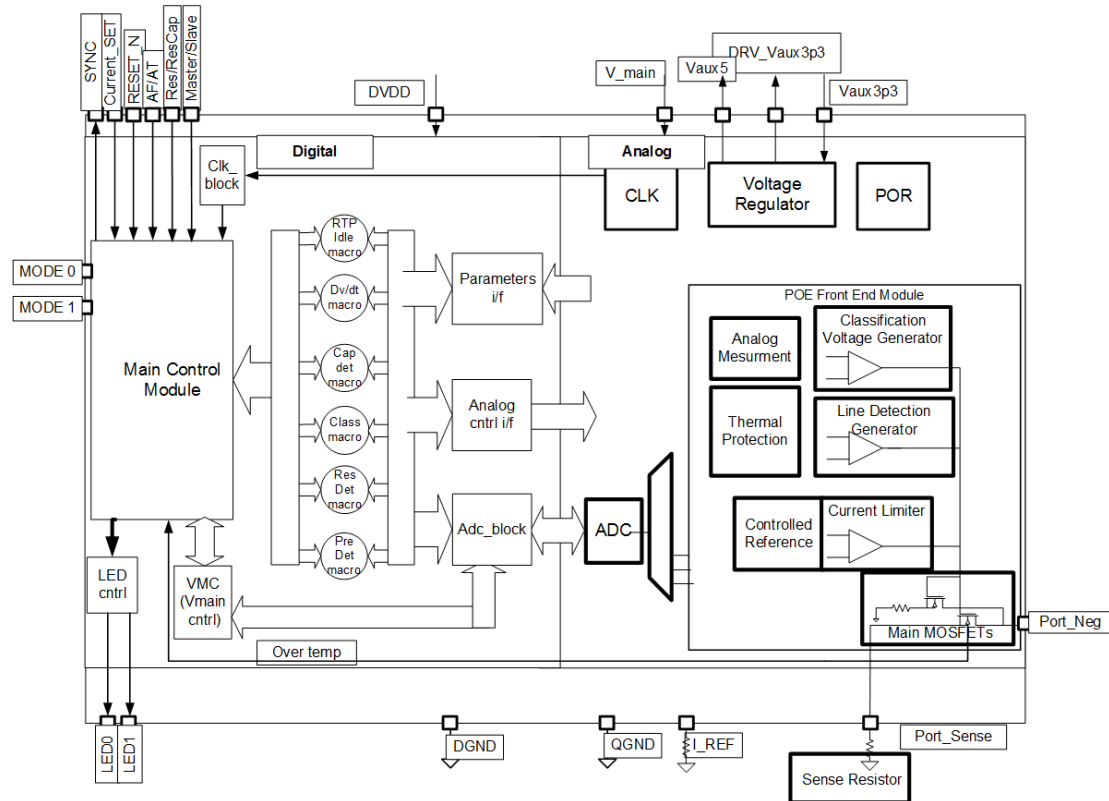 SYNC
Current_SET
RESET_N
AF/AT
Res/ResCap
Master/Slave
DVDD
V_main
Vaux5
DRV_Vaux3p3
Vaux3p3
Digital
Analog
Clk_
block
CLK
Voltage
Regulator
POR
MODE 0
MODE 1
Main Control
Module
RTP
Idle
macro
Dv/dt
macro
Cap
det
macro
Class
macro
Res
Det
macro
Pre
Det
macro
Parameters
i/f
Analog
cntrl i/f
Adc_block
ADC
POE Front End Module
Analog
Mesurment
Classification
Voltage Generator
Thermal
Protection
Line Detection
Generator
Controlled
Reference
Current Limiter
Main MOSFETs
Port_Neg
LED
cntrl
VMC
(Vmain
cntrl)
Over temp
LED0
LED1
DGND
QGND
I_REF
Port_Sense
Sense Resistor